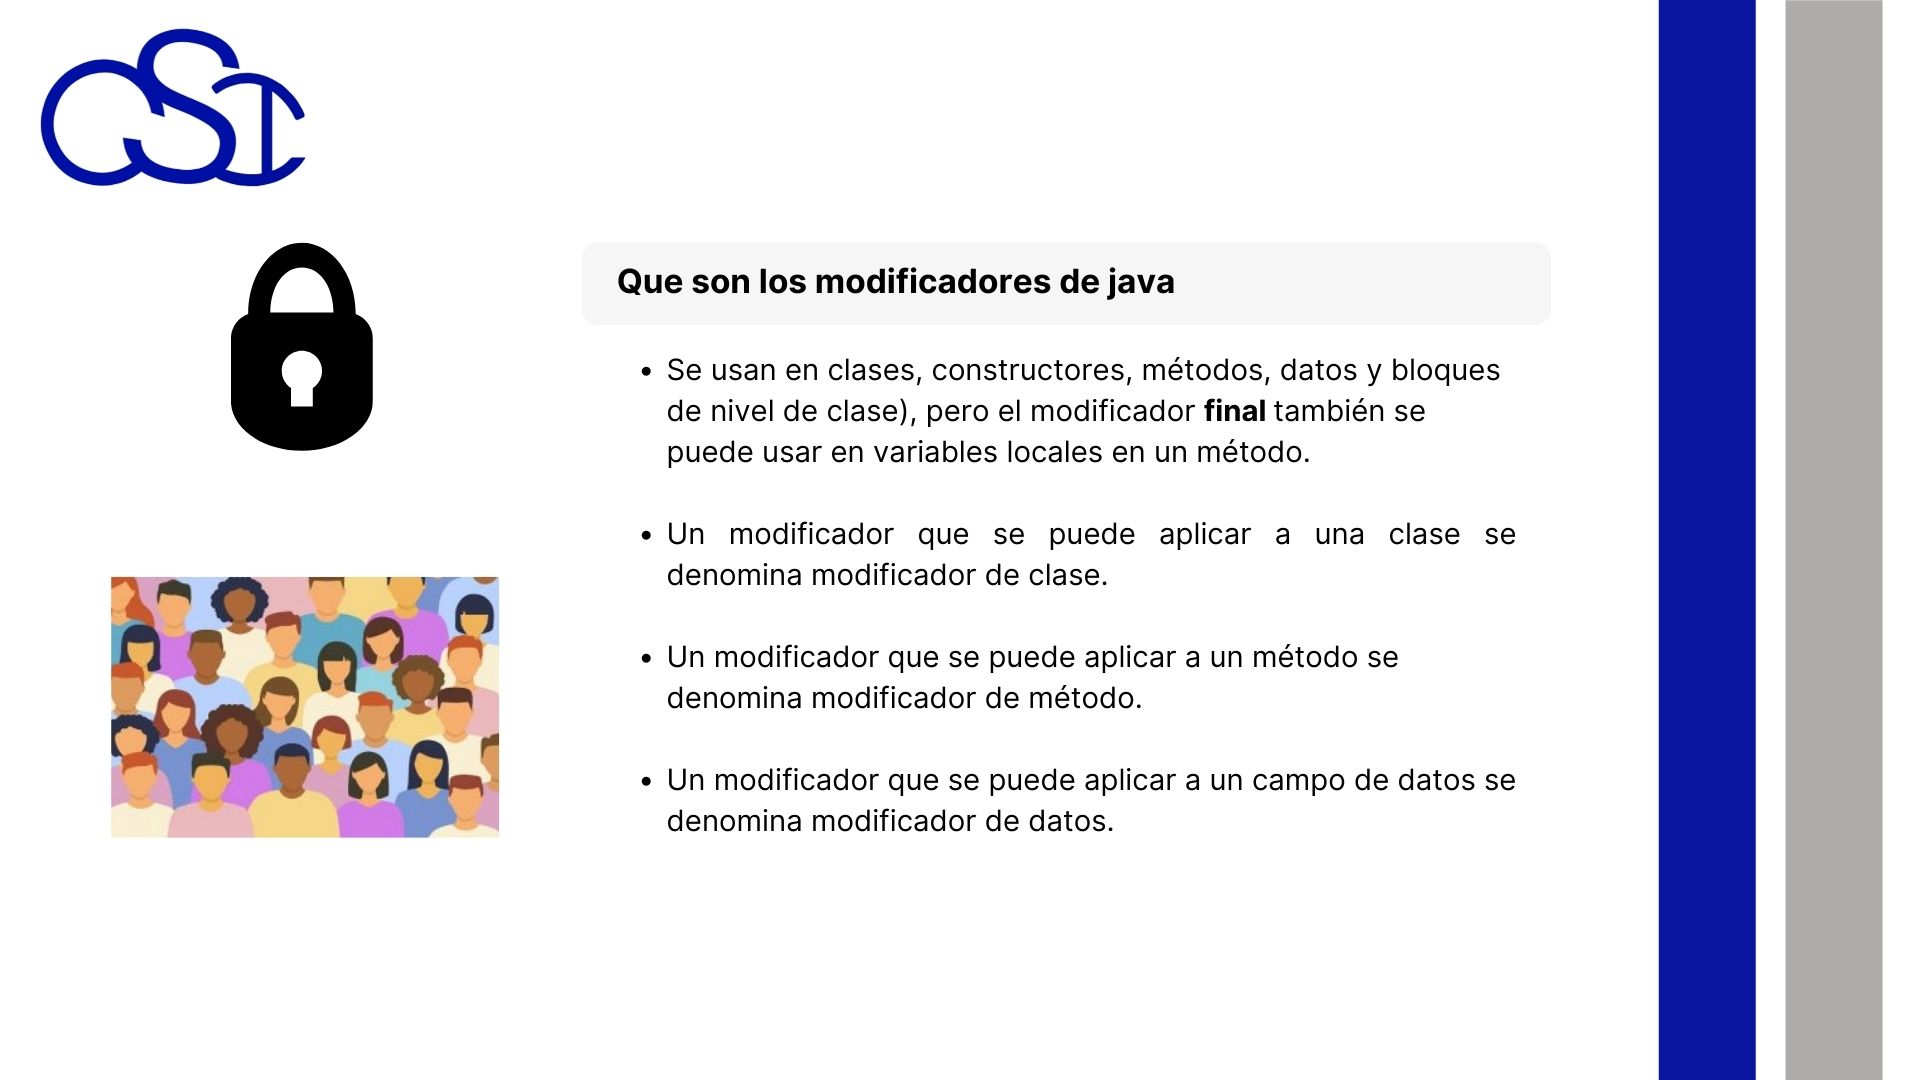 CSTI
Que son los modificadores de java
• Se usan en clases, constructores, métodos, datos y bloques
de nivel de clase), pero el modificador final también se
puede usar en variables locales en un método.
• Un modificador que se puede aplicar a una clase se
denomina modificador de clase.
• Un modificador que se puede aplicar a un método se
denomina modificador de método.
• Un modificador que se puede aplicar a un campo de datos se
denomina modificador de datos.